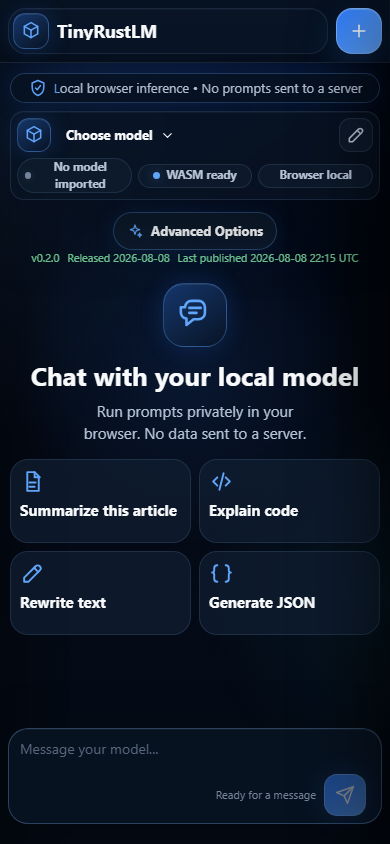 TinyRustLM
Local browser inference • No prompts sent to a server
Choose model
No model
imported
WASM ready
Browser local
Advanced Options
v0.2.0 Released 2026-08-08 Last published 2026-08-08 22:15 UTC
Chat with your local model
Run prompts privately in your
browser. No data sent to a server.
Summarize this article
Explain code
Rewrite text
Generate JSON
Message your model...
Ready for a message